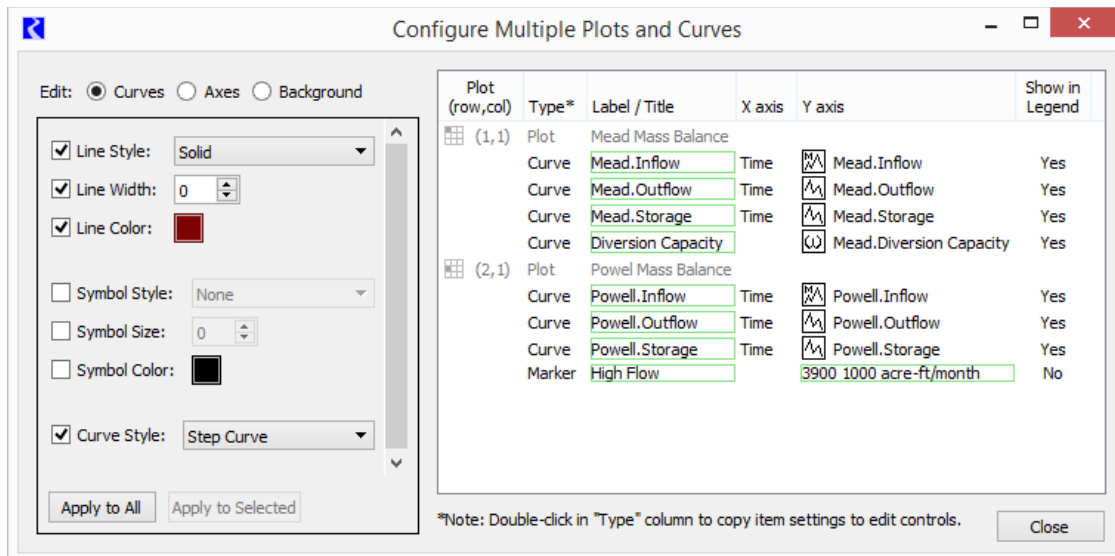 Configure Multiple Plots and Curves
Edit: Curves Axes Background
Line Style: Solid
Line Width: 0
Line Color:
Symbol Style: None
Symbol Size: 0
Symbol Color:
Curve Style: Step Curve
Apply to All Apply to Selected
Plot (row,col) Type* Label / Title X axis Y axis Show in Legend
(1,1) Plot Mead Mass Balance
Curve Mead.Inflow Time Mead.Inflow Yes
Curve Mead.Outflow Time Mead.Outflow Yes
Curve Mead.Storage Time Mead.Storage Yes
Curve Diversion Capacity Mead.Diversion Capacity Yes
(2,1) Plot Powel Mass Balance
Curve Powell.Inflow Time Powell.Inflow Yes
Curve Powell.Outflow Time Powell.Outflow Yes
Curve Powell.Storage Time Powell.Storage Yes
Marker High Flow 3900 1000 acre-ft/month No
*Note: Double-click in "Type" column to copy item settings to edit controls.
Close